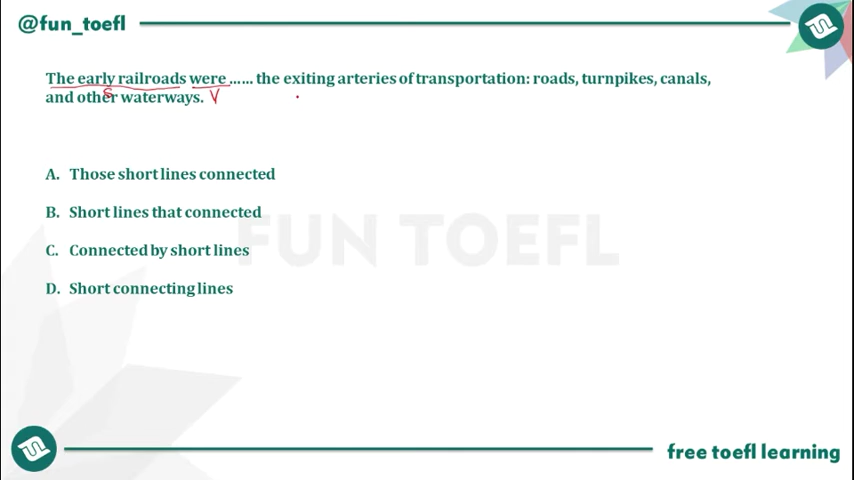 @fun_toefl
The early railroads were ...... the exiting arteries of transportation: roads, turnpikes, canals,
and other waterways.
S
V
A. Those short lines connected
B. Short lines that connected
FUN TOEFL
C. Connected by short lines
D. Short connecting lines
free toefl learning